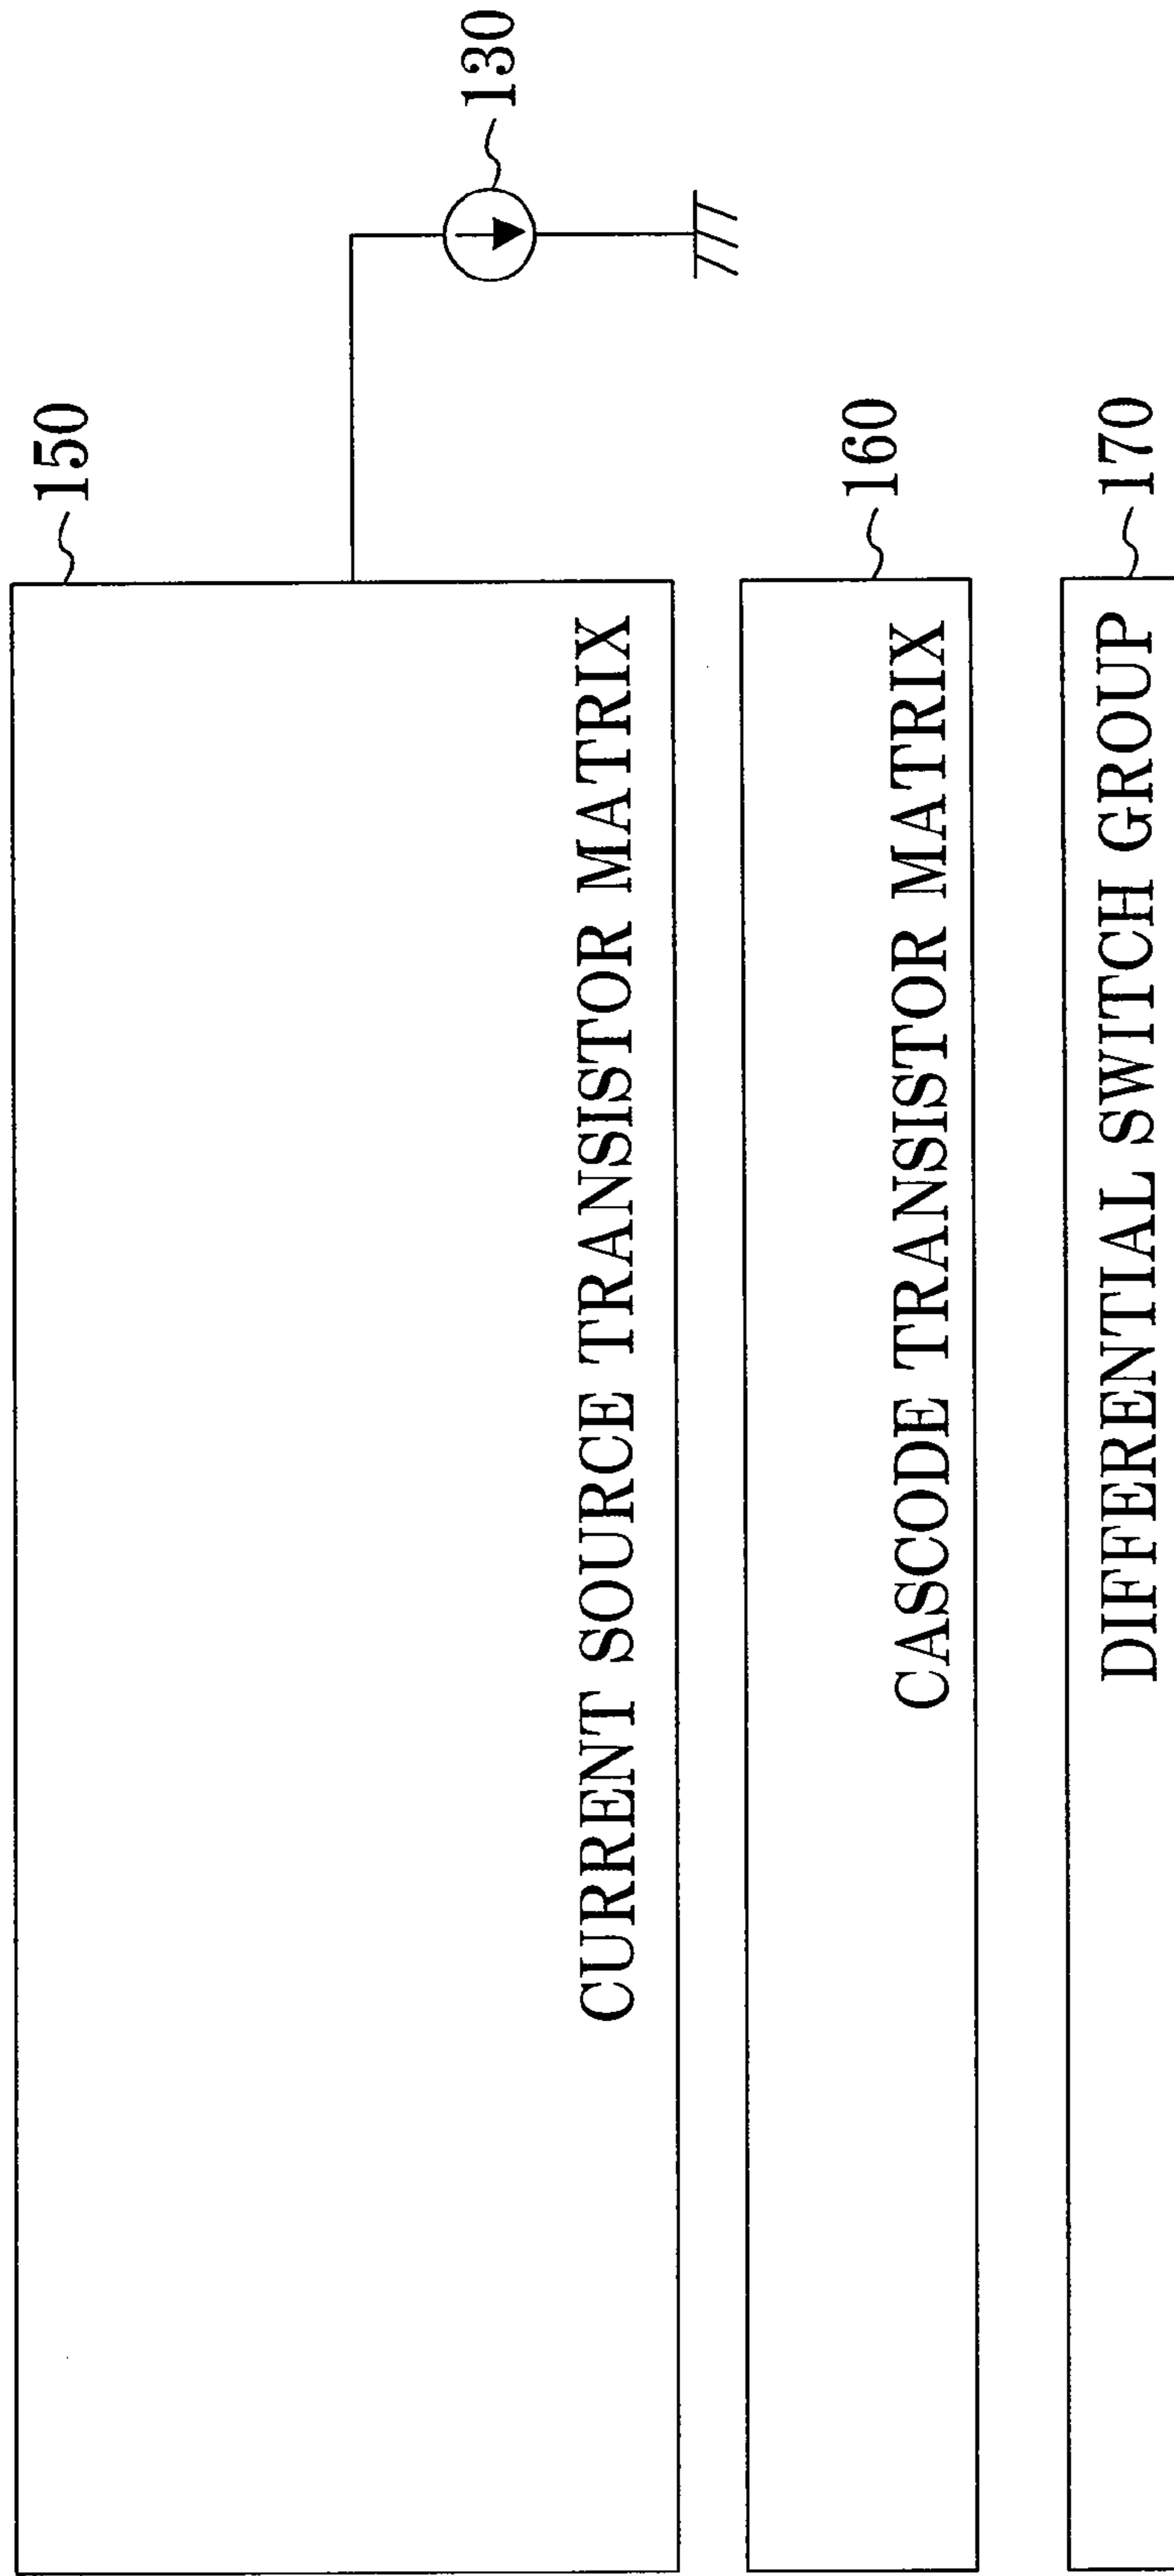 150
130
CURRENT SOURCE TRANSISTOR MATRIX
160
CASCODE TRANSISTOR MATRIX
170
DIFFERENTIAL SWITCH GROUP